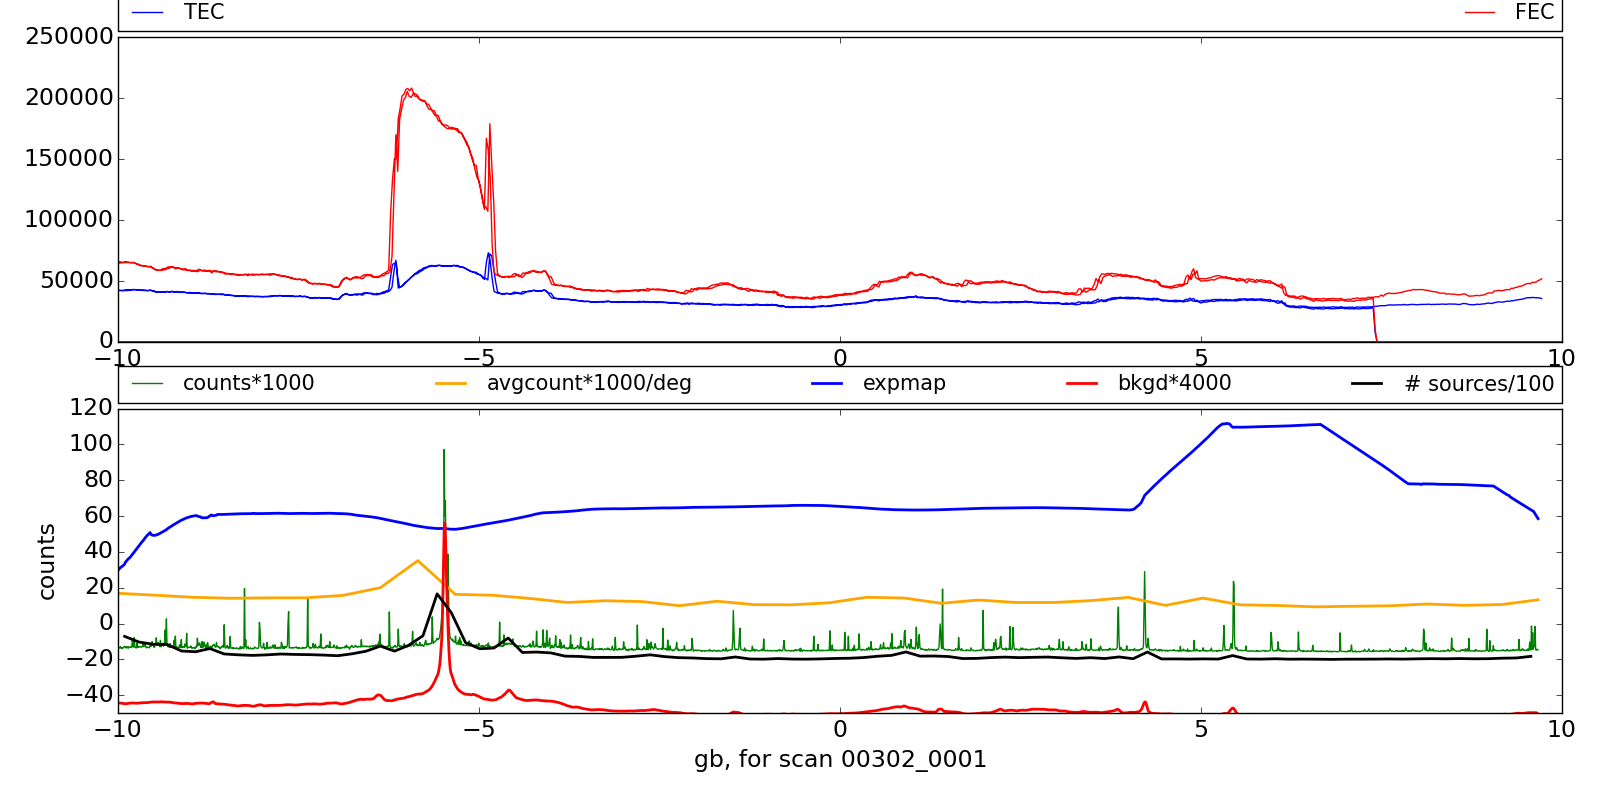 TEC FEC
250000
200000
150000
100000
50000
0
−10 −5 0 5 10
counts*1000 avgcount*1000/deg expmap bkgd*4000 # sources/100
120
100
80
60
40
20
0
−20
−40
counts
−10 −5 0 5 10
gb, for scan 00302_0001